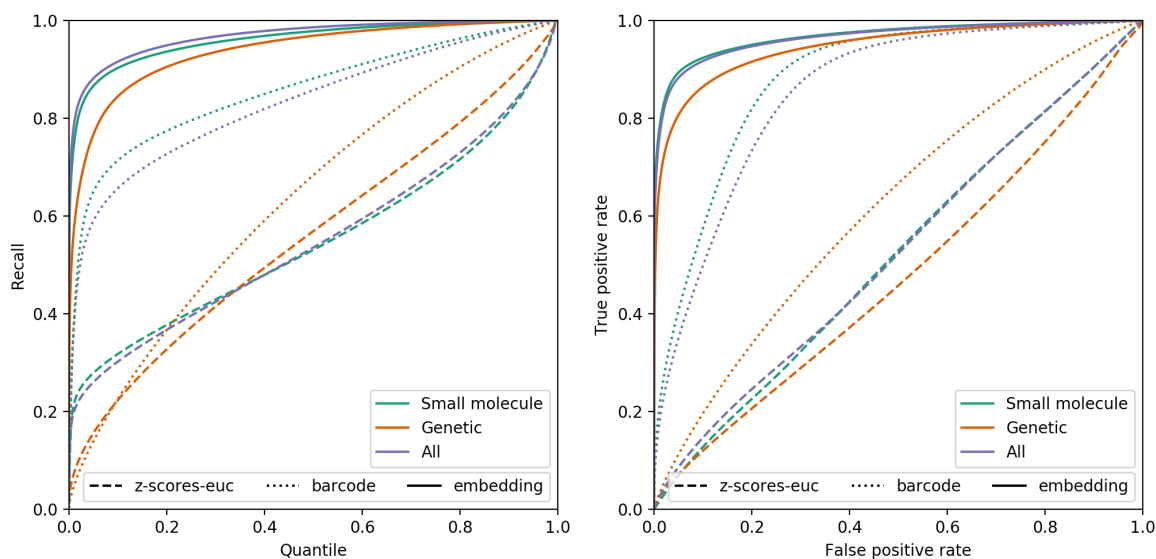 1.0
0.8
0.6
0.4
0.2
0.0
Recall
0.0 0.2 0.4 0.6 0.8 1.0
Quantile
Small molecule
Genetic
All
z-scores-euc barcode embedding
1.0
0.8
0.6
0.4
0.2
0.0
True positive rate
0.0 0.2 0.4 0.6 0.8 1.0
False positive rate
Small molecule
Genetic
All
z-scores-euc barcode embedding